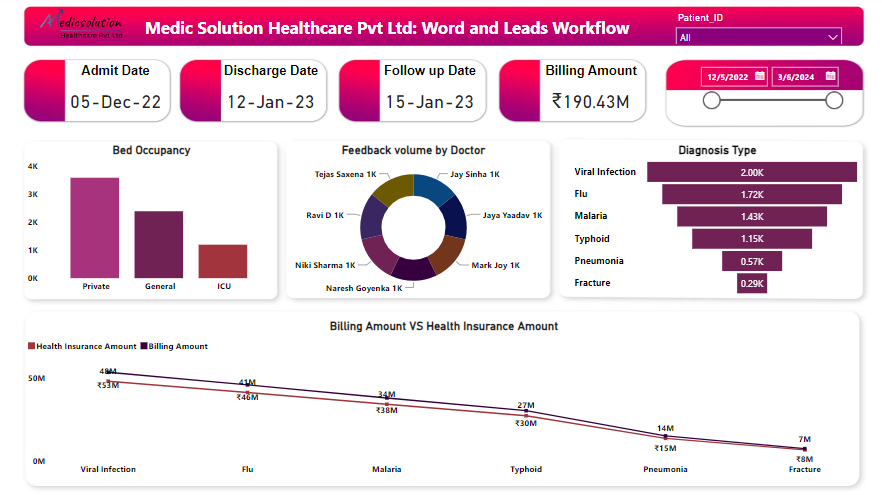 Medicsolution
Healthcare Pvt Ltd
Medic Solution Healthcare Pvt Ltd: Word and Leads Workflow
Patient_ID
All
Admit Date
05-Dec-22
Discharge Date
12-Jan-23
Follow up Date
15-Jan-23
Billing Amount
₹190.43M
12/5/2022
3/6/2024
Bed Occupancy
4K
3K
2K
1K
0K
Private
General
ICU
Feedback volume by Doctor
Tejas Saxena 1K
Jay Sinha 1K
Ravi D 1K
Jaya Yaadav 1K
Niki Sharma 1K
Mark Joy 1K
Naresh Goyenka 1K
Diagnosis Type
Viral Infection 2.00K
Flu 1.72K
Malaria 1.43K
Typhoid 1.15K
Pneumonia 0.57K
Fracture 0.29K
Billing Amount VS Health Insurance Amount
Health Insurance Amount Billing Amount
50M
0M
48M
₹53M
41M
₹46M
34M
₹38M
27M
₹30M
14M
₹15M
7M
₹8M
Viral Infection
Flu
Malaria
Typhoid
Pneumonia
Fracture